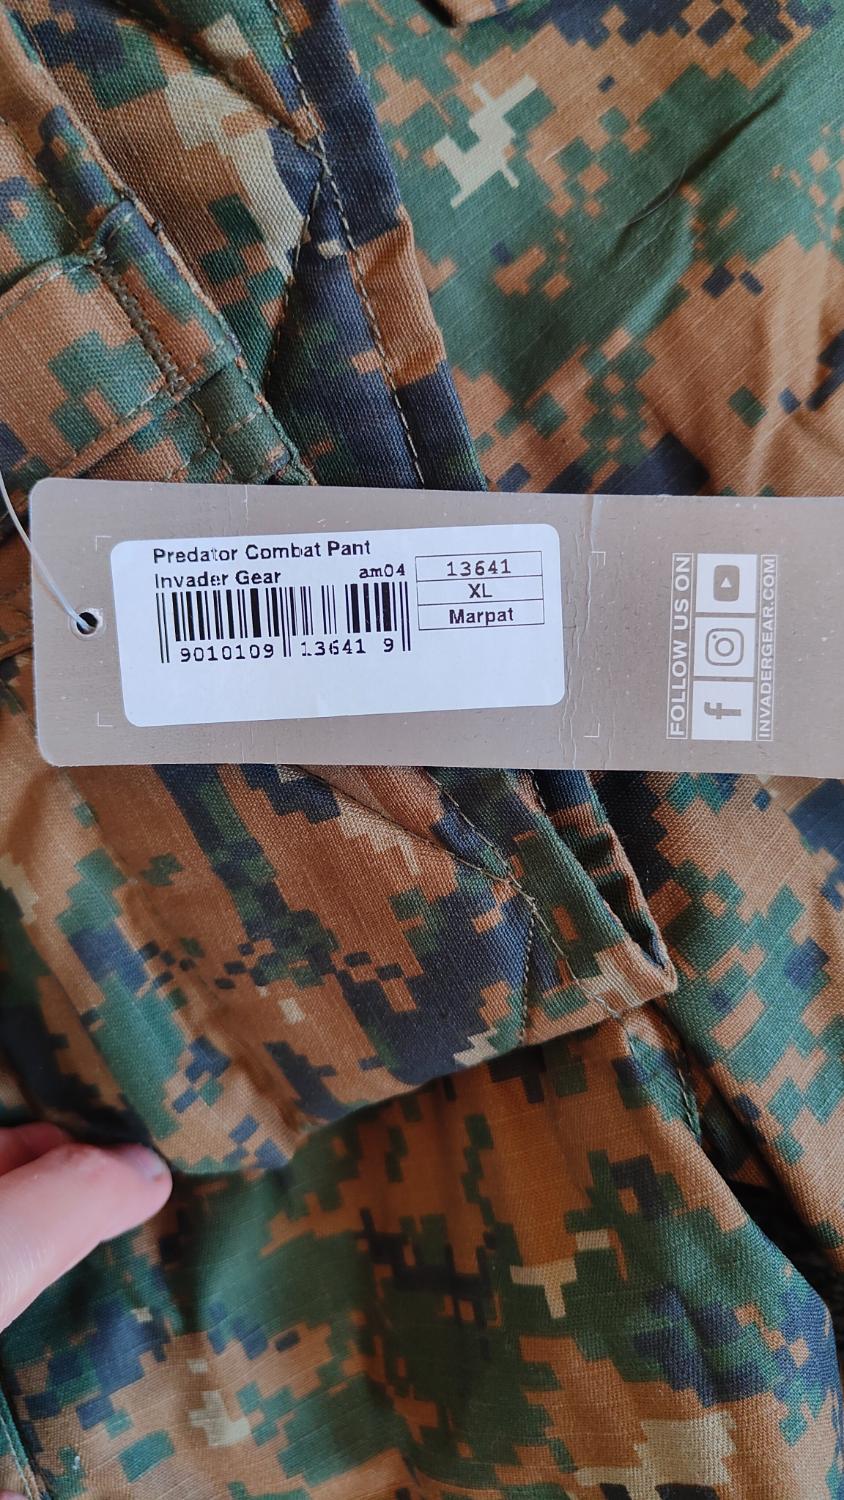 Predator Combat Pant
Invader Gear
am04
9010109 13641 9
13641
XL
Marpat
FOLLOW US ON
f
INVADERGEAR.COM